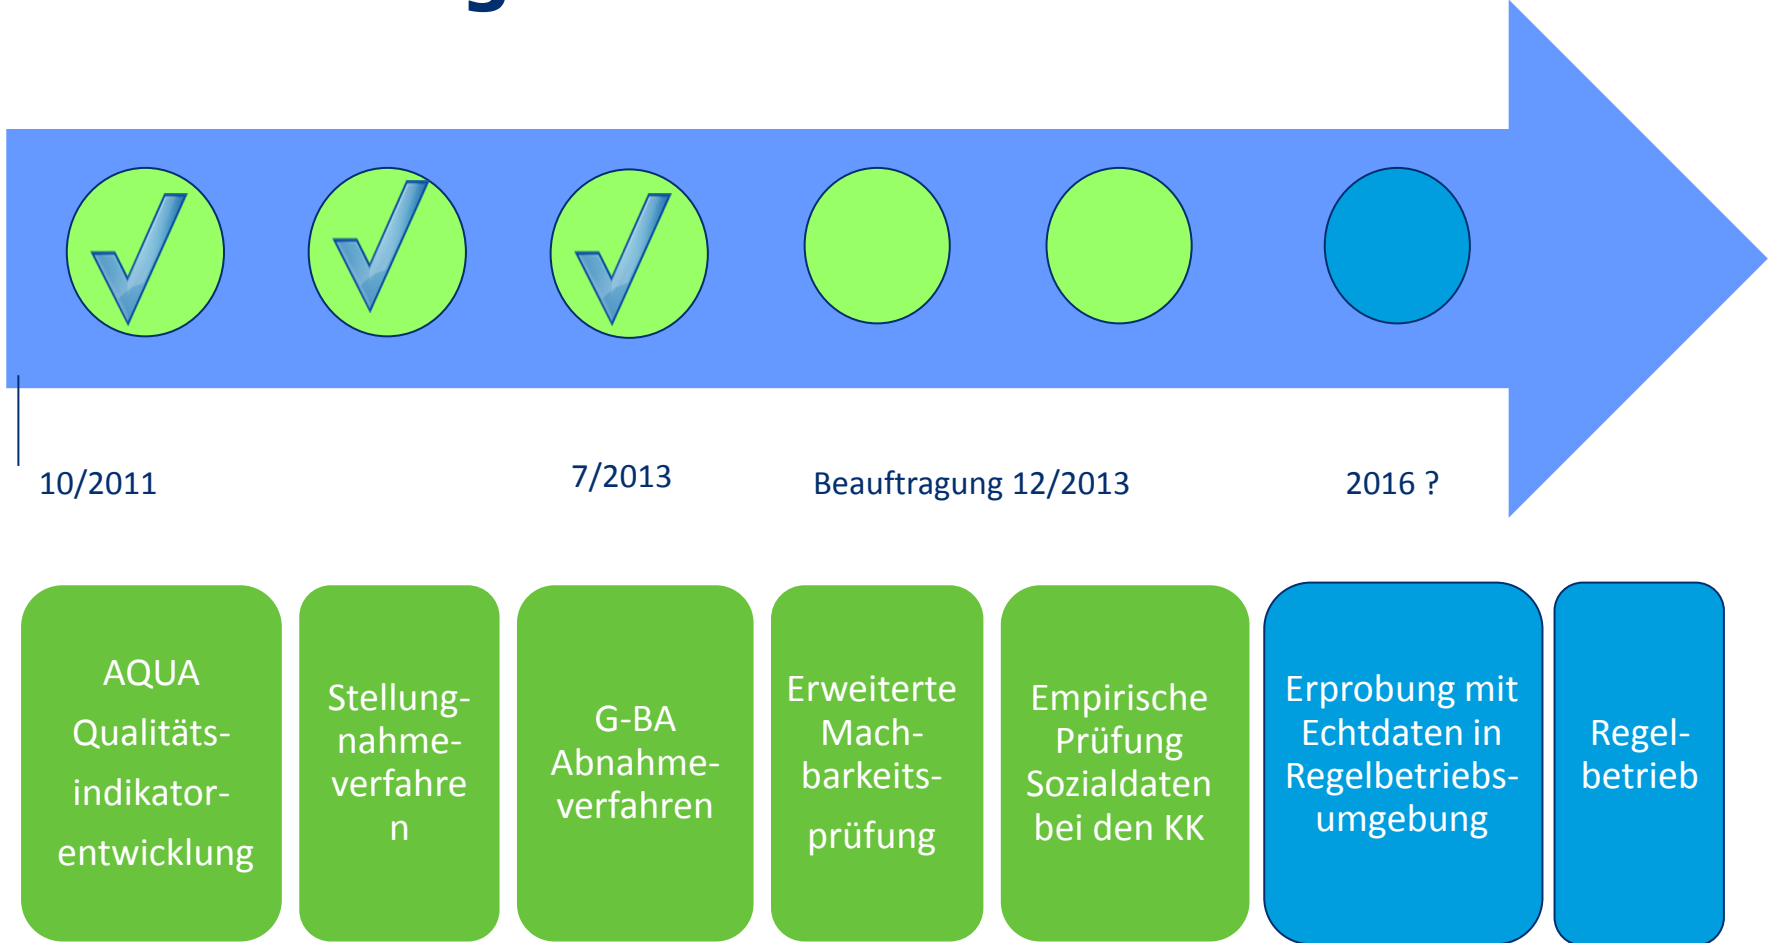 10/2011
7/2013
Beauftragung 12/2013
2016 ?
AQUA
Qualitäts-
indikator-
entwicklung
Stellung-
nahme-
verfahre
n
G-BA
Abnahme-
verfahren
Erweiterte
Mach-
barkeits-
prüfung
Empirische
Prüfung
Sozialdaten
bei den KK
Erprobung mit
Echtdaten in
Regelbetriebs-
umgebung
Regel-
betrieb